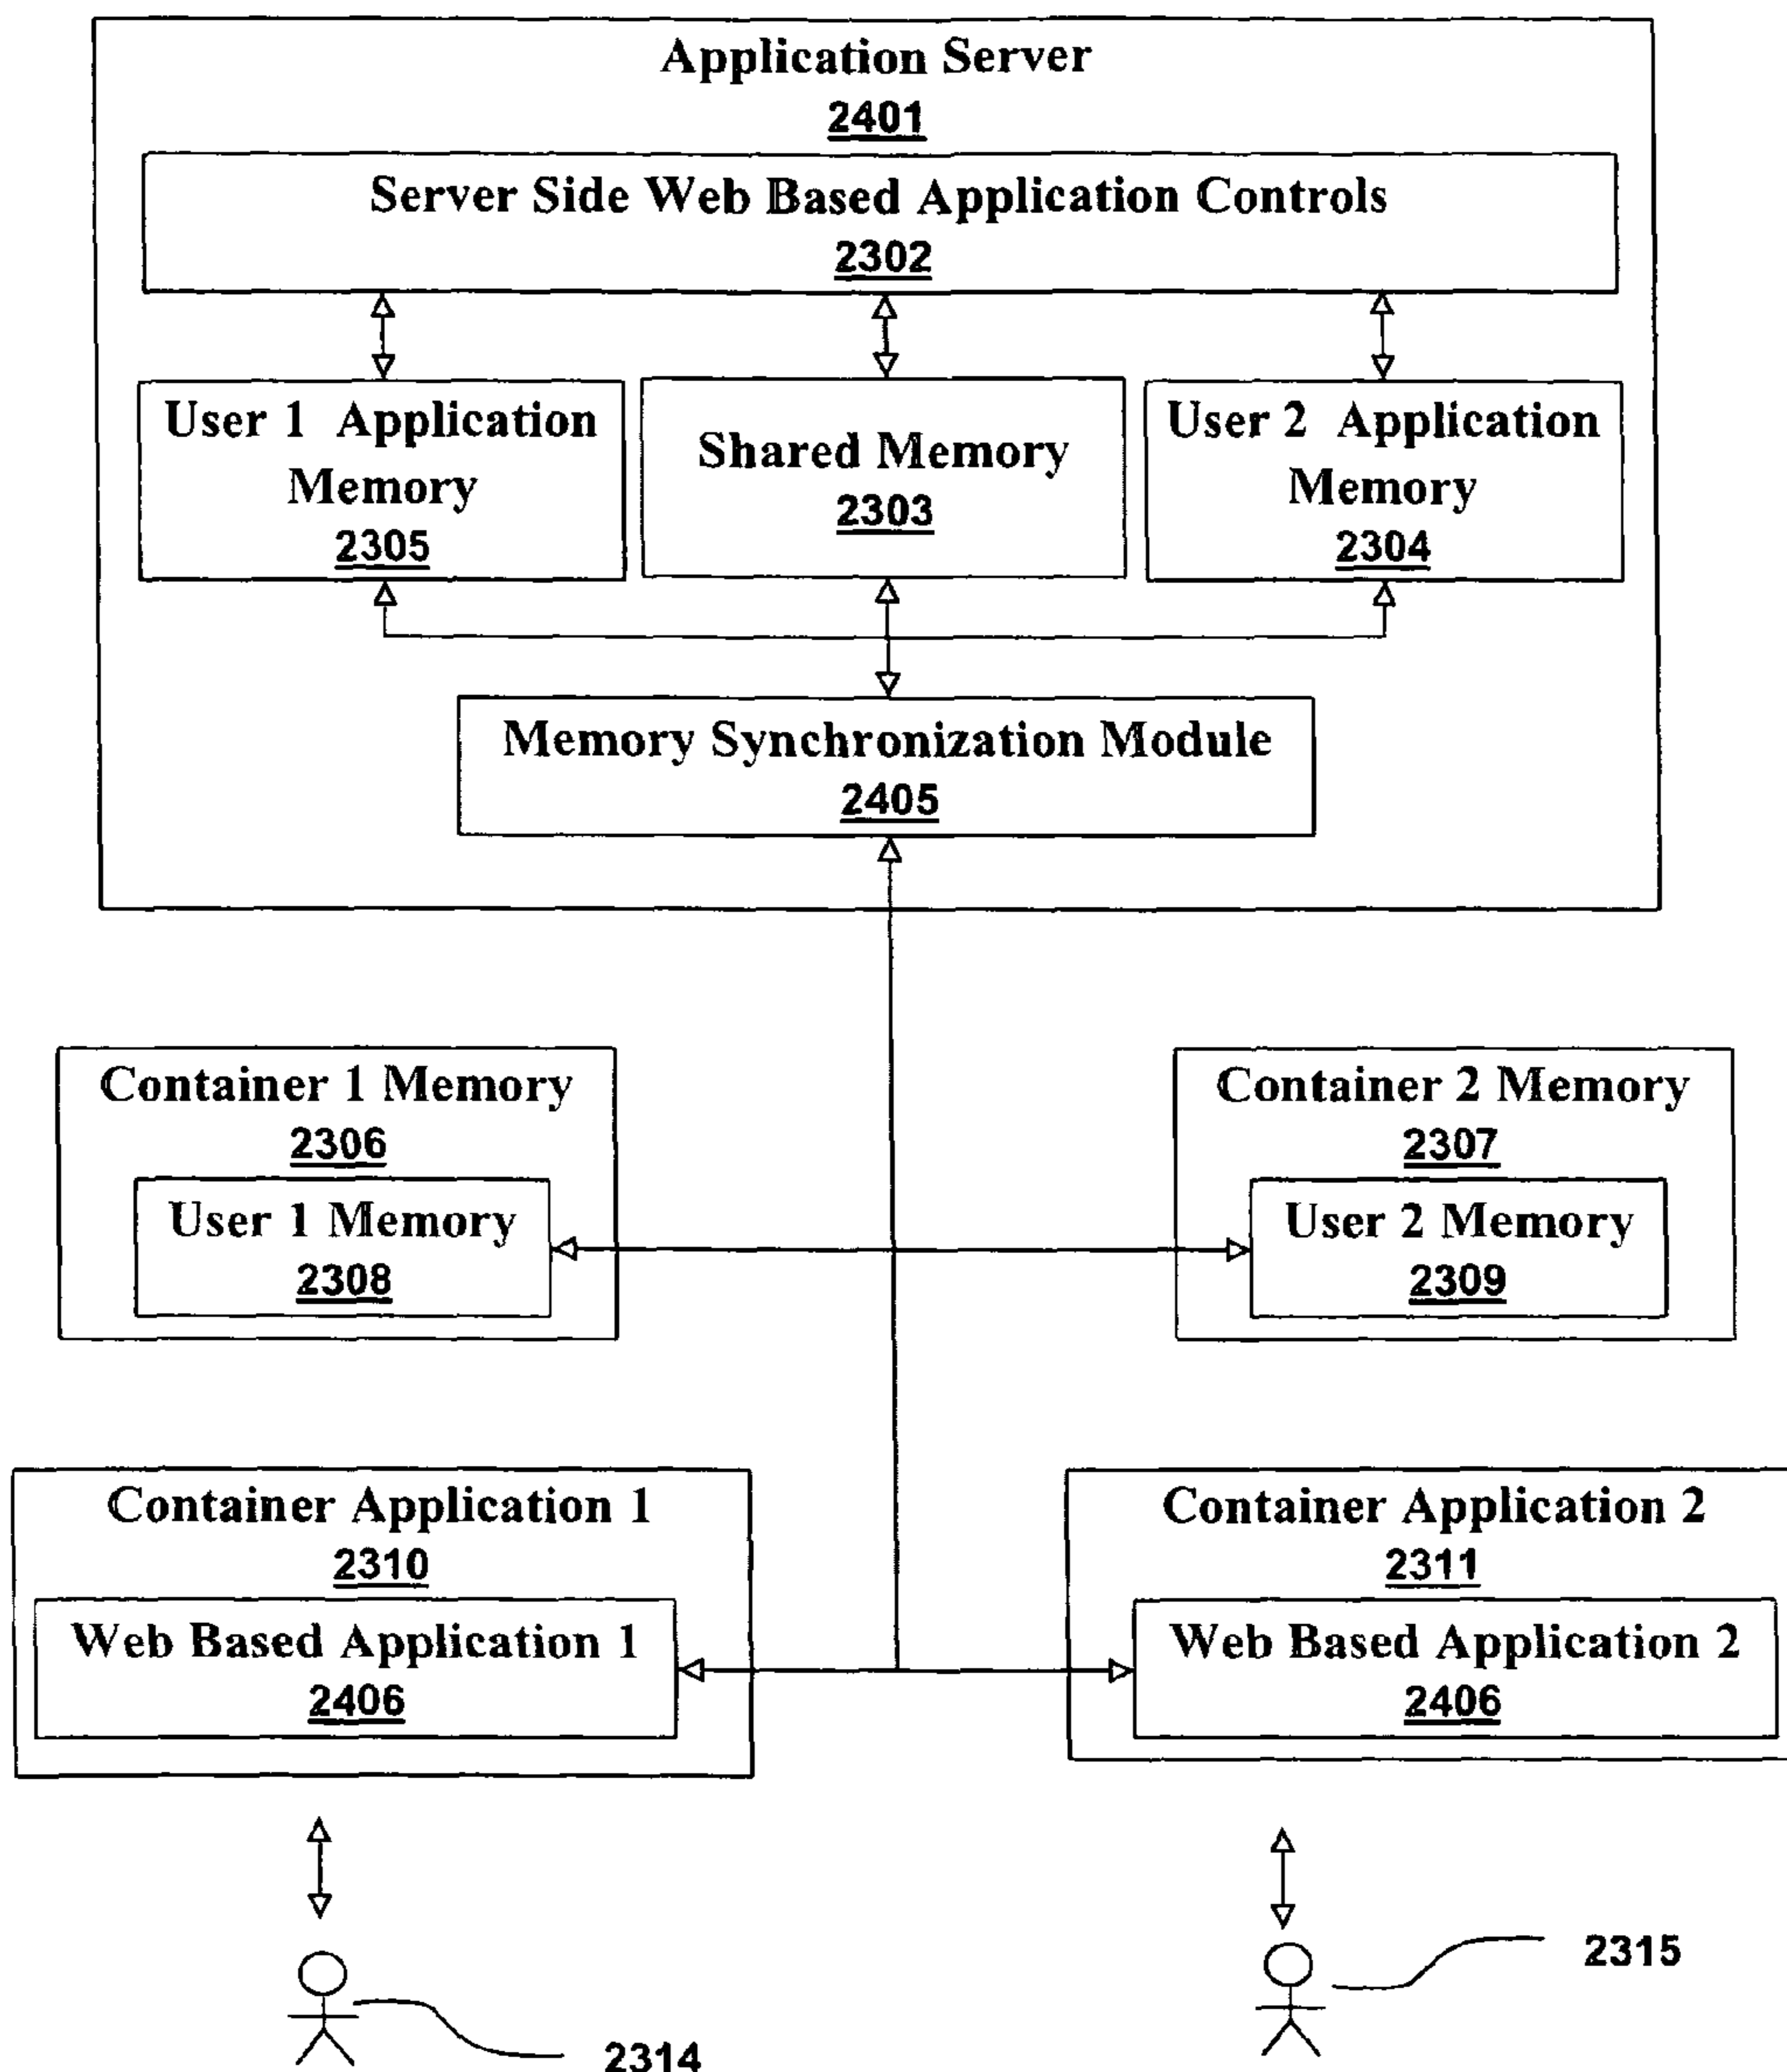 Application Server
2401
Server Side Web Based Application Controls
2302
User 1 Application
Memory
2305
Shared Memory
2303
User 2 Application
Memory
2304
Memory Synchronization Module
2405
Container 1 Memory
2306
User 1 Memory
2308
Container 2 Memory
2307
User 2 Memory
2309
Container Application 1
2310
Web Based Application 1
2406
Container Application 2
2311
Web Based Application 2
2406
2315
2314